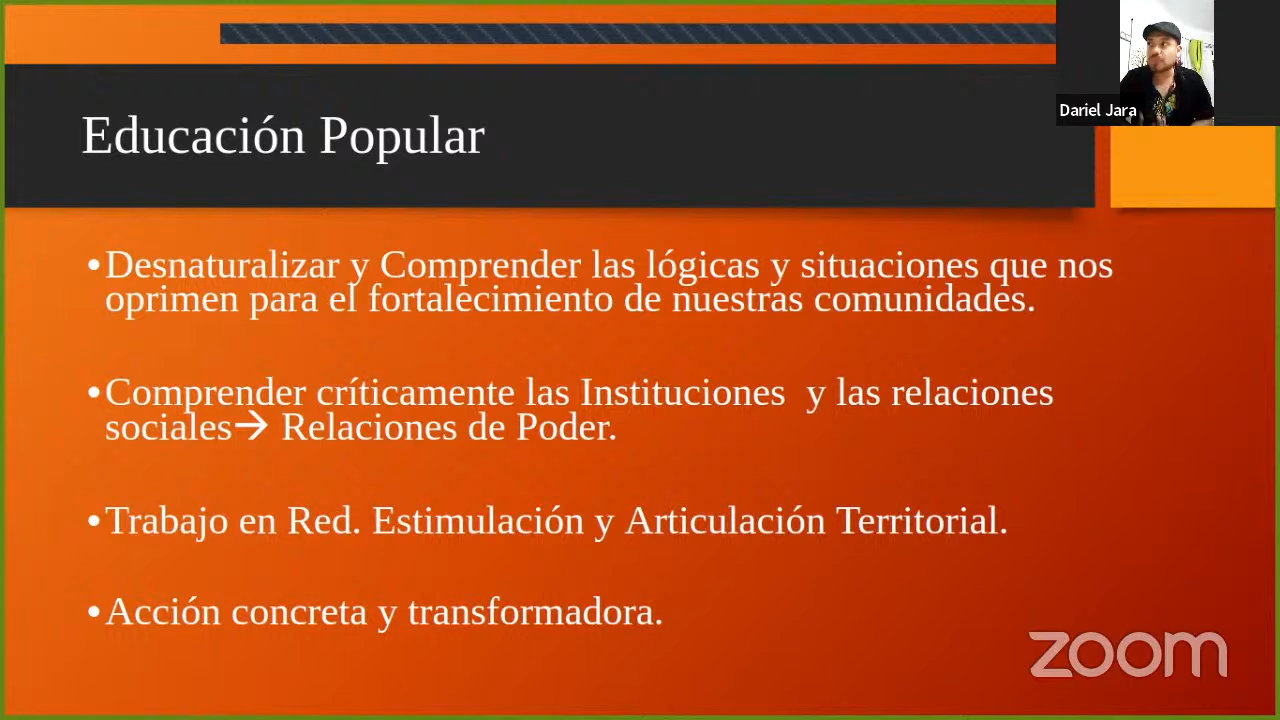 Dariel Jara
Educación Popular
•Desnaturalizar y Comprender las lógicas y situaciones que nos
oprimen para el fortalecimiento de nuestras comunidades.
•Comprender críticamente las Instituciones  y las relaciones
sociales→ Relaciones de Poder.
•Trabajo en Red. Estimulación y Articulación Territorial.
•Acción concreta y transformadora.
zoom